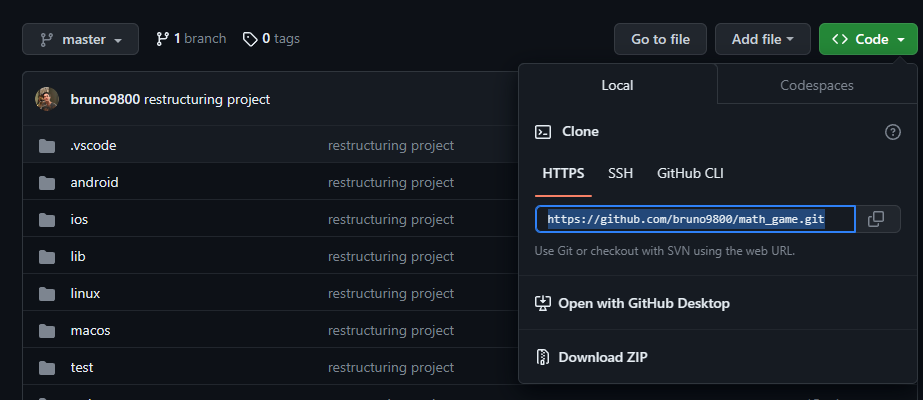 master 1 branch 0 tags Go to file Add file Code
bruno9800 restructuring project
.vscode restructuring project
android restructuring project
ios restructuring project
lib restructuring project
linux restructuring project
macos restructuring project
test restructuring project
Local Codespaces
Clone
HTTPS SSH GitHub CLI
https://github.com/bruno9800/math_game.git
Use Git or checkout with SVN using the web URL.
Open with GitHub Desktop
Download ZIP